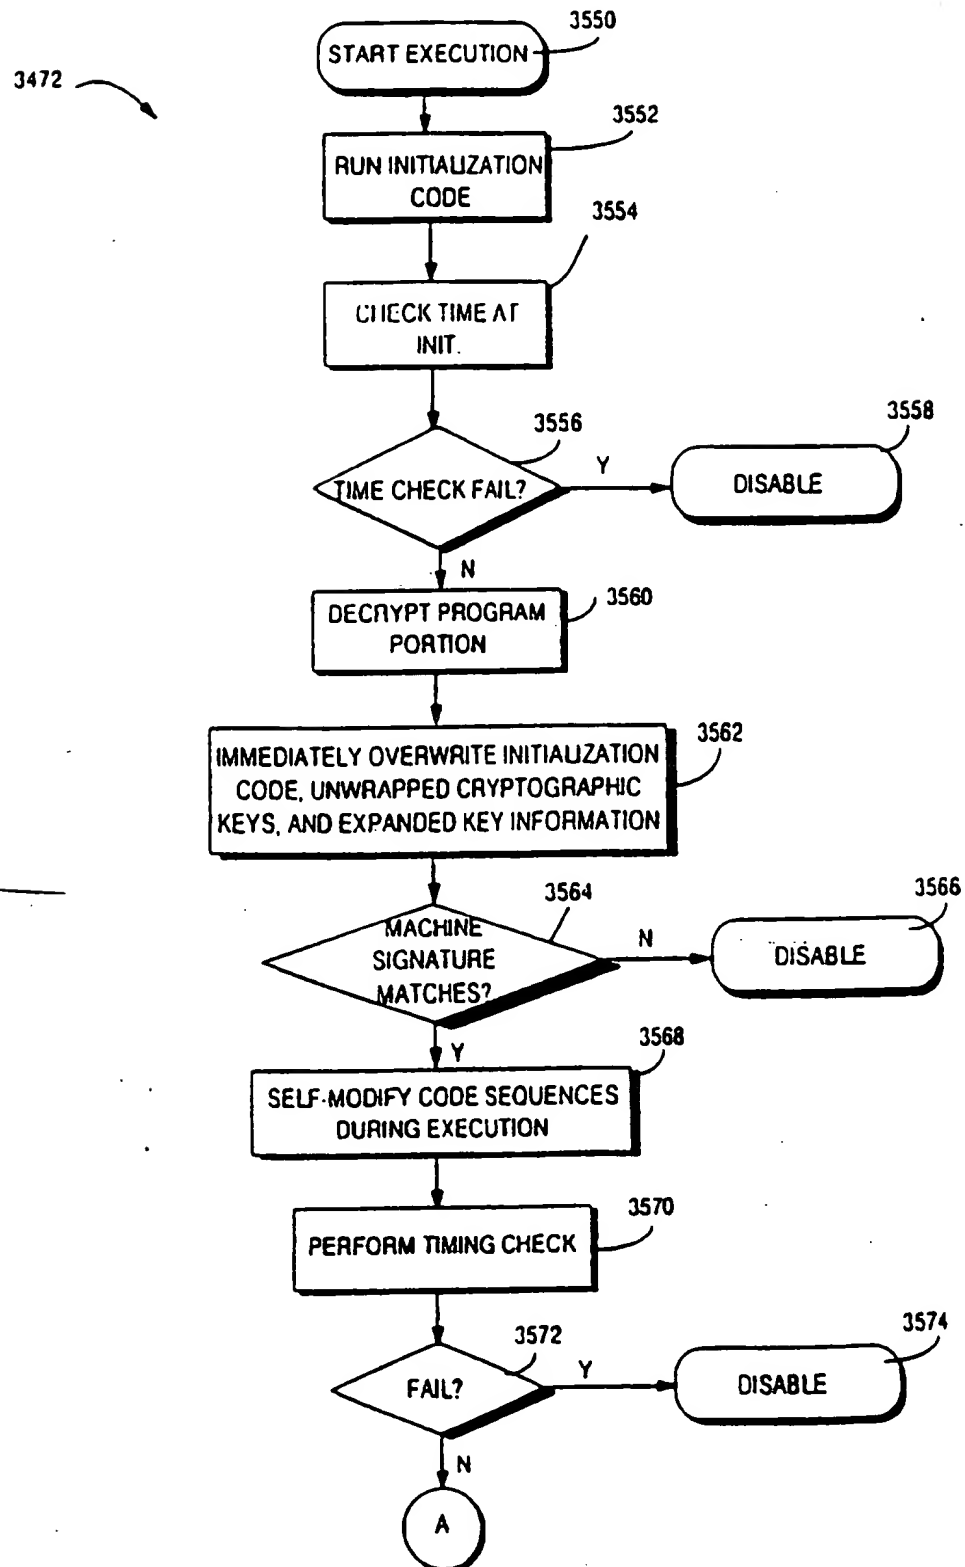 3550
START EXECUTION
3472
3552
RUN INITIALIZATION
CODE
3554
CHECK TIME AT
INIT.
3556
TIME CHECK FAIL?
Y
3558
DISABLE
N
3560
DECRYPT PROGRAM
PORTION
3562
IMMEDIATELY OVERWRITE INITIALIZATION
CODE, UNWRAPPED CRYPTOGRAPHIC
KEYS, AND EXPANDED KEY INFORMATION
3564
MACHINE
SIGNATURE
MATCHES?
N
3566
DISABLE
Y
3568
SELF-MODIFY CODE SEQUENCES
DURING EXECUTION
3570
PERFORM TIMING CHECK
3572
FAIL?
Y
3574
DISABLE
N
A